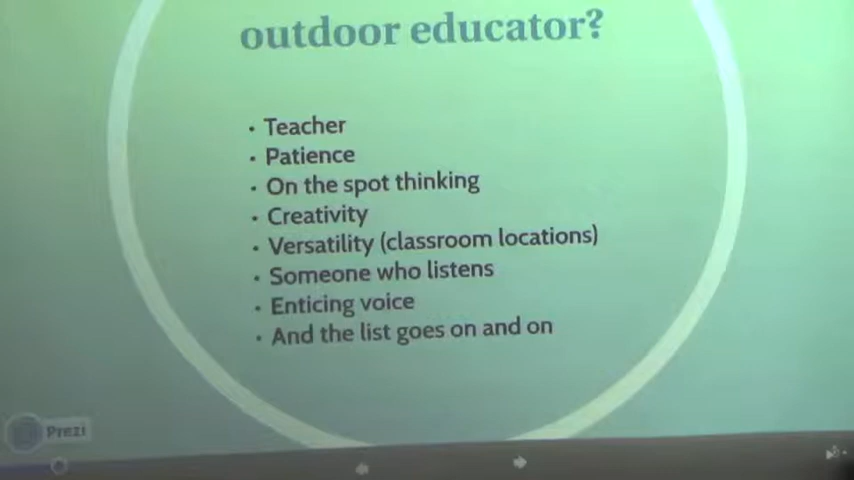 outdoor educator?
· Teacher
· Patience
· On the spot thinking
· Creativity
· Versatility (classroom locations)
· Someone who listens
· Enticing voice
· And the list goes on and on
Prezi